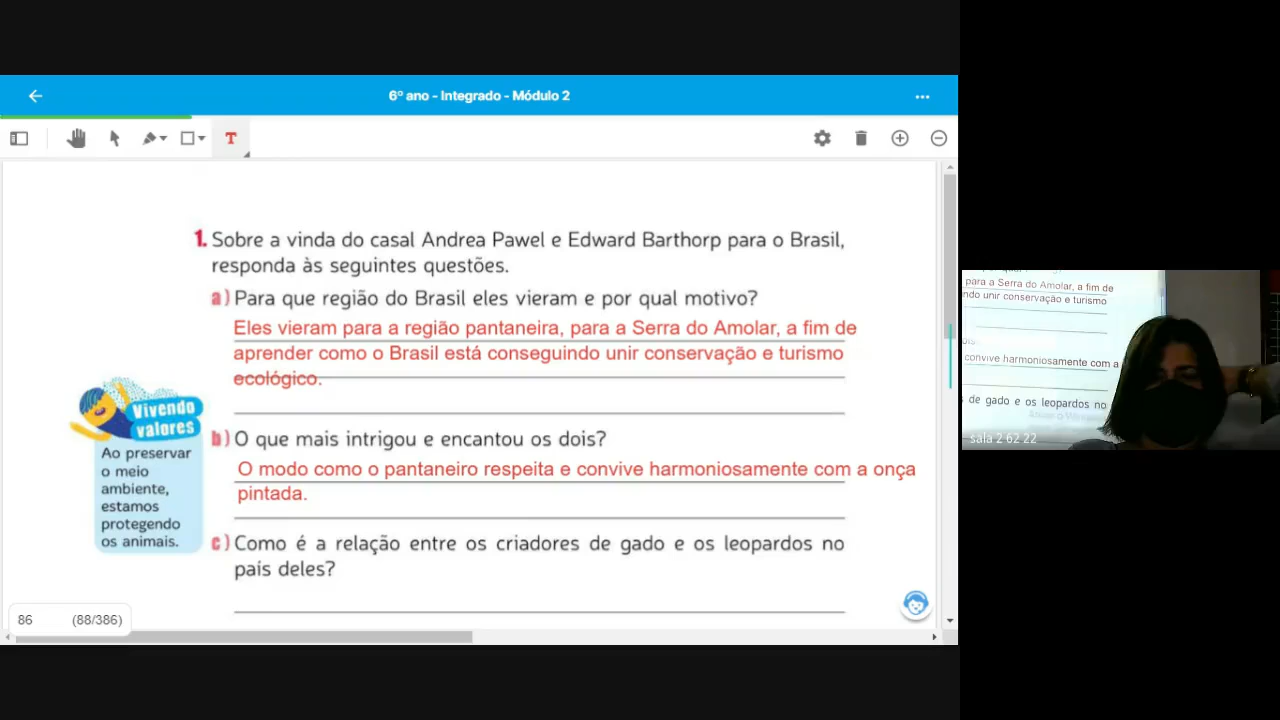 6º ano - Integrado - Módulo 2
T
1. Sobre a vinda do casal Andrea Pawel e Edward Barthorp para o Brasil,
responda às seguintes questões.
a) Para que região do Brasil eles vieram e por qual motivo?
Eles vieram para a região pantaneira, para a Serra do Amolar, a fim de
aprender como o Brasil está conseguindo unir conservação e turismo
ecológico.
Vivendo
valores
Ao preservar
o meio
ambiente,
estamos
protegendo
os animais.
b) O que mais intrigou e encantou os dois?
O modo como o pantaneiro respeita e convive harmoniosamente com a onça
pintada.
c) Como é a relação entre os criadores de gado e os leopardos no
país deles?
86 (88/386)
para a Serra do Amolar, a fim de
ndo unir conservação e turismo
convive harmoniosamente com a
de gado e os leopardos no
sala 2 62 22